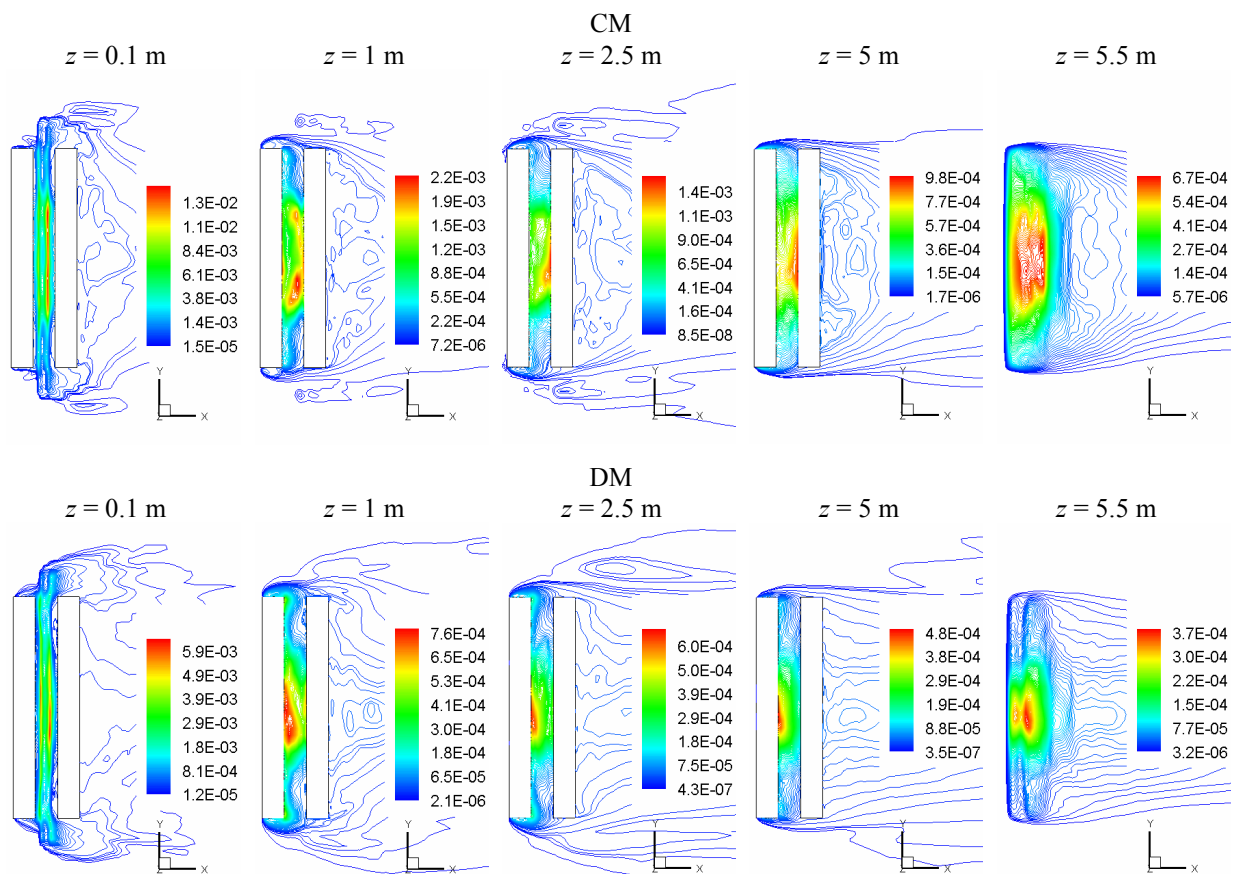 CM
z = 0.1 m z = 1 m z = 2.5 m z = 5 m z = 5.5 m
1.3E-02
1.1E-02
8.4E-03
6.1E-03
3.8E-03
1.4E-03
1.5E-05
Y
Z X
2.2E-03
1.9E-03
1.5E-03
1.2E-03
8.8E-04
5.5E-04
2.2E-04
7.2E-06
Y
Z X
1.4E-03
1.1E-03
9.0E-04
6.5E-04
4.1E-04
1.6E-04
8.5E-08
Y
Z X
9.8E-04
7.7E-04
5.7E-04
3.6E-04
1.5E-04
1.7E-06
Y
Z X
6.7E-04
5.4E-04
4.1E-04
2.7E-04
1.4E-04
5.7E-06
Y
Z X
DM
z = 0.1 m z = 1 m z = 2.5 m z = 5 m z = 5.5 m
5.9E-03
4.9E-03
3.9E-03
2.9E-03
1.8E-03
8.1E-04
1.2E-05
Y
Z X
7.6E-04
6.5E-04
5.3E-04
4.1E-04
3.0E-04
1.8E-04
6.5E-05
2.1E-06
Y
Z X
6.0E-04
5.0E-04
3.9E-04
2.9E-04
1.8E-04
7.5E-05
4.3E-07
Y
Z X
4.8E-04
3.8E-04
2.9E-04
1.9E-04
8.8E-05
3.5E-07
Y
Z X
3.7E-04
3.0E-04
2.2E-04
1.5E-04
7.7E-05
3.2E-06
Y
Z X